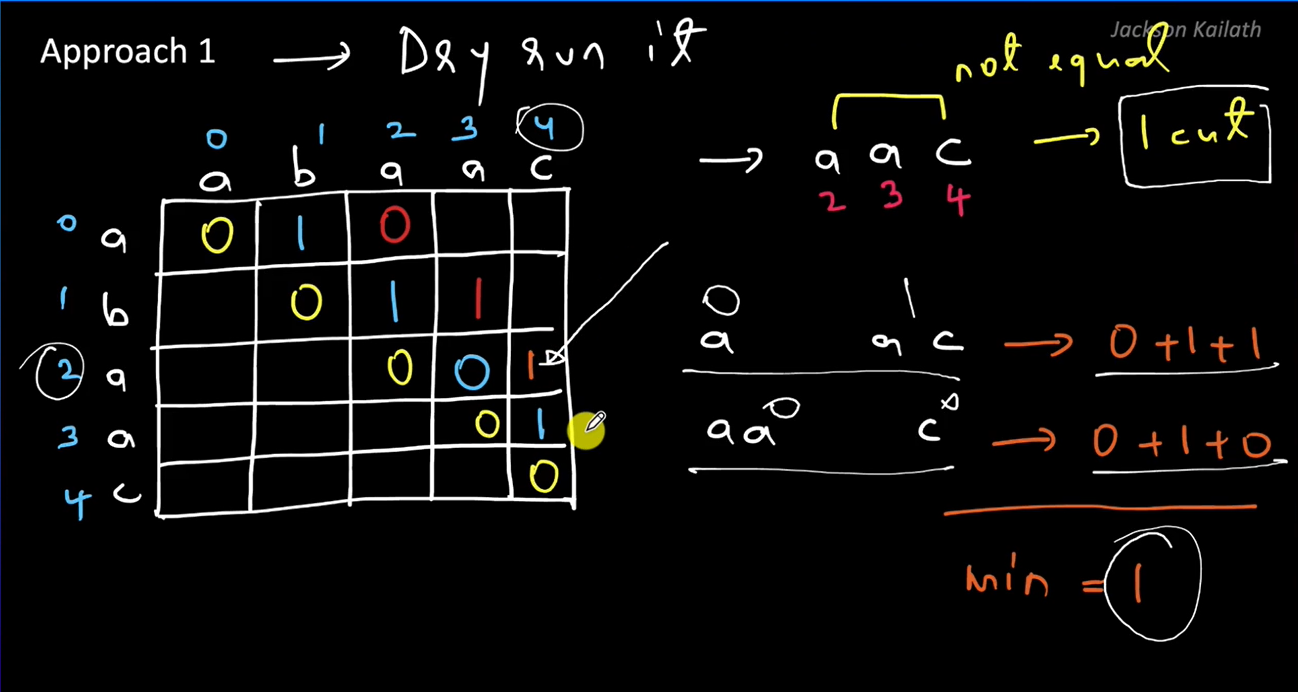 Jackson Kailath
Approach 1 → Dry run it
not equal
0 1 2 3 4
a b a a c
→ a a c → 1 cut
2 3 4
0 a 0 1 0
1 b 0 1 1
2 a 0 0 1
3 a 0 1
4 c 0
0 1
a a c → 0 + 1 + 1
a a 0 c 0 → 0 + 1 + 0
min = 1